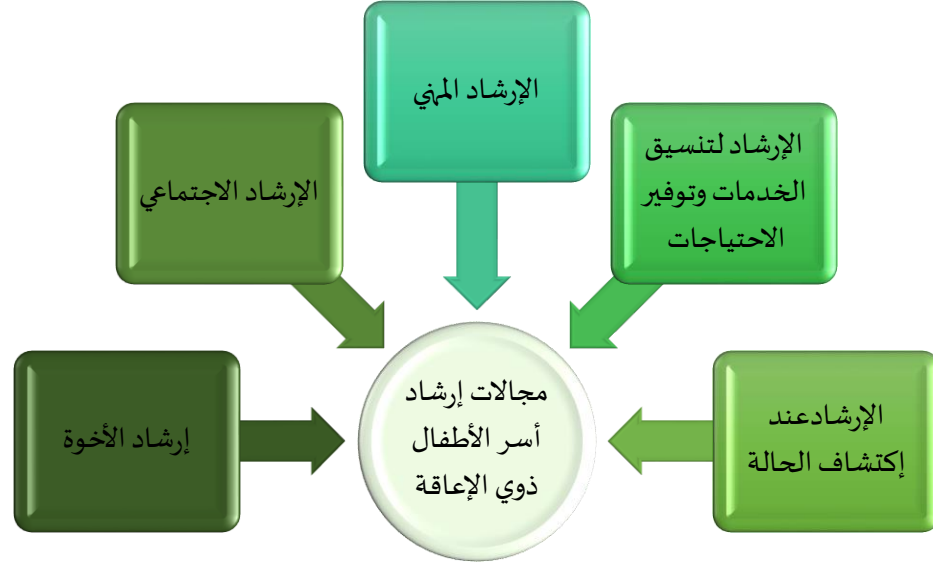 الإرشادعند
إكتشاف الحالة
الإرشاد لتنسيق
الخدمات وتوفير
الاحتياجات
الإرشاد المهني
الإرشاد الاجتماعي
إرشاد الأخوة
مجالات إرشاد
أسر الأطفال
ذوي الإعاقة